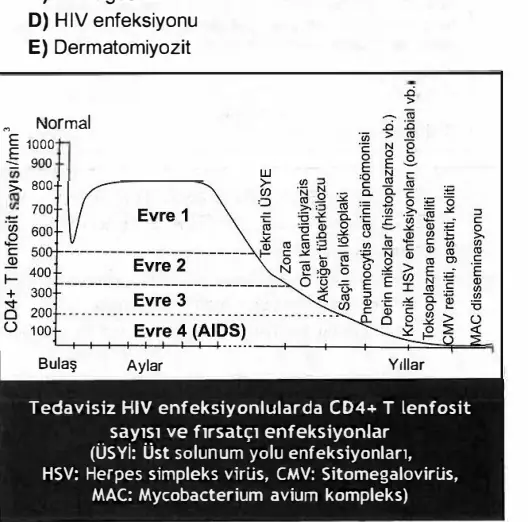 D) HIV enfeksiyonu
E) Dermatomiyozit
Normal
CD4+ T lenfosit sayısı/mm³
1000
900
800
700
600
500
400
300
200
100
Evre 1
Evre 2
Evre 3
Evre 4 (AIDS)
Tekrarlı ÜSYE
Zona
Oral kandidiyazis
Akciğer tüberkülozu
Saçlı oral lökoplaki
Pneumocytis carinii pnömonisi
Derin mikozlar (histoplazmoz vb.)
Kronik HSV enfeksiyonları (orolabial vb.)
Toksoplazma ensefaliti
CMV retiniti, gastriti, koliti
MAC disseminasyonu
Bulaş Aylar Yıllar
Tedavisiz HIV enfeksiyonlularda CD4+ T lenfosit
sayısı ve fırsatçı enfeksiyonlar
(ÜSYİ: Üst solunum yolu enfeksiyonları,
HSV: Herpes simpleks virüs, CMV: Sitomegalovirüs,
MAC: Mycobacterium avium kompleks)